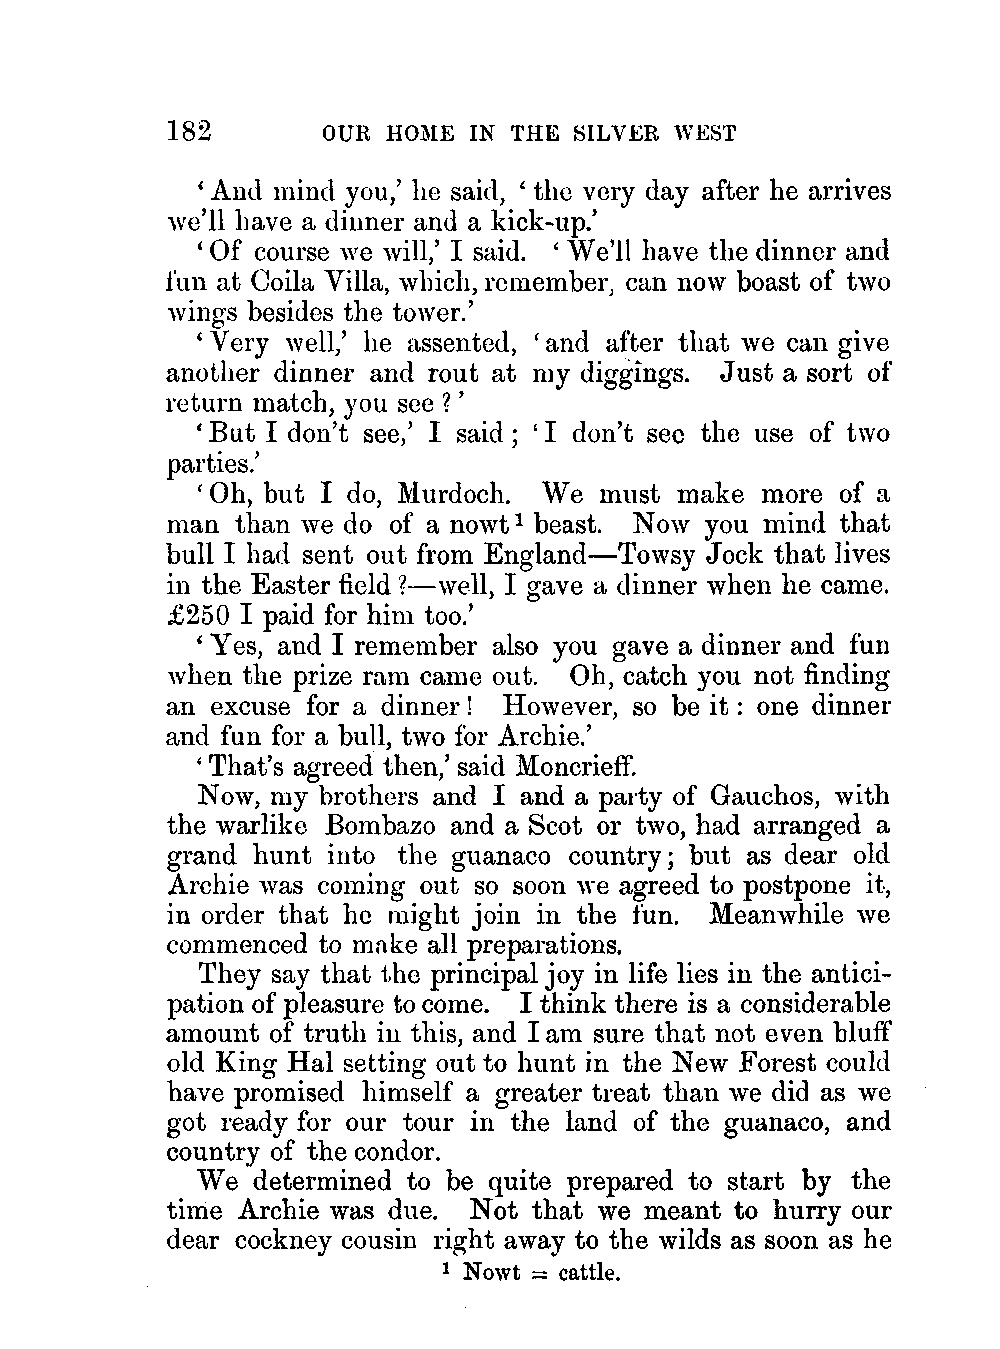 182 OUR HOME IN THE SILVER WEST
‘And mind you,’ he said, ‘the very day after he arrives
we’ll have a dinner and a kick-up.’
‘Of course we will,’ I said. ‘We’ll have the dinner and
fun at Coila Villa, which, remember, can now boast of two
wings besides the tower.’
‘Very well,’ he assented, ‘and after that we can give
another dinner and rout at my diggings. Just a sort of
return match, you see?’
‘But I don’t see,’ I said; ‘I don’t see the use of two
parties.’
‘Oh, but I do, Murdoch. We must make more of a
man than we do of a nowt¹ beast. Now you mind that
bull I had sent out from England—Towsy Jock that lives
in the Easter field?—well, I gave a dinner when he came.
£250 I paid for him too.’
‘Yes, and I remember also you gave a dinner and fun
when the prize ram came out. Oh, catch you not finding
an excuse for a dinner! However, so be it: one dinner
and fun for a bull, two for Archie.’
‘That’s agreed then,’ said Moncrieff.
Now, my brothers and I and a party of Gauchos, with
the warlike Bombazo and a Scot or two, had arranged a
grand hunt into the guanaco country; but as dear old
Archie was coming out so soon we agreed to postpone it,
in order that he might join in the fun. Meanwhile we
commenced to make all preparations.
They say that the principal joy in life lies in the antici-
pation of pleasure to come. I think there is a considerable
amount of truth in this, and I am sure that not even bluff
old King Hal setting out to hunt in the New Forest could
have promised himself a greater treat than we did as we
got ready for our tour in the land of the guanaco, and
country of the condor.
We determined to be quite prepared to start by the
time Archie was due. Not that we meant to hurry our
dear cockney cousin right away to the wilds as soon as he
¹ Nowt = cattle.